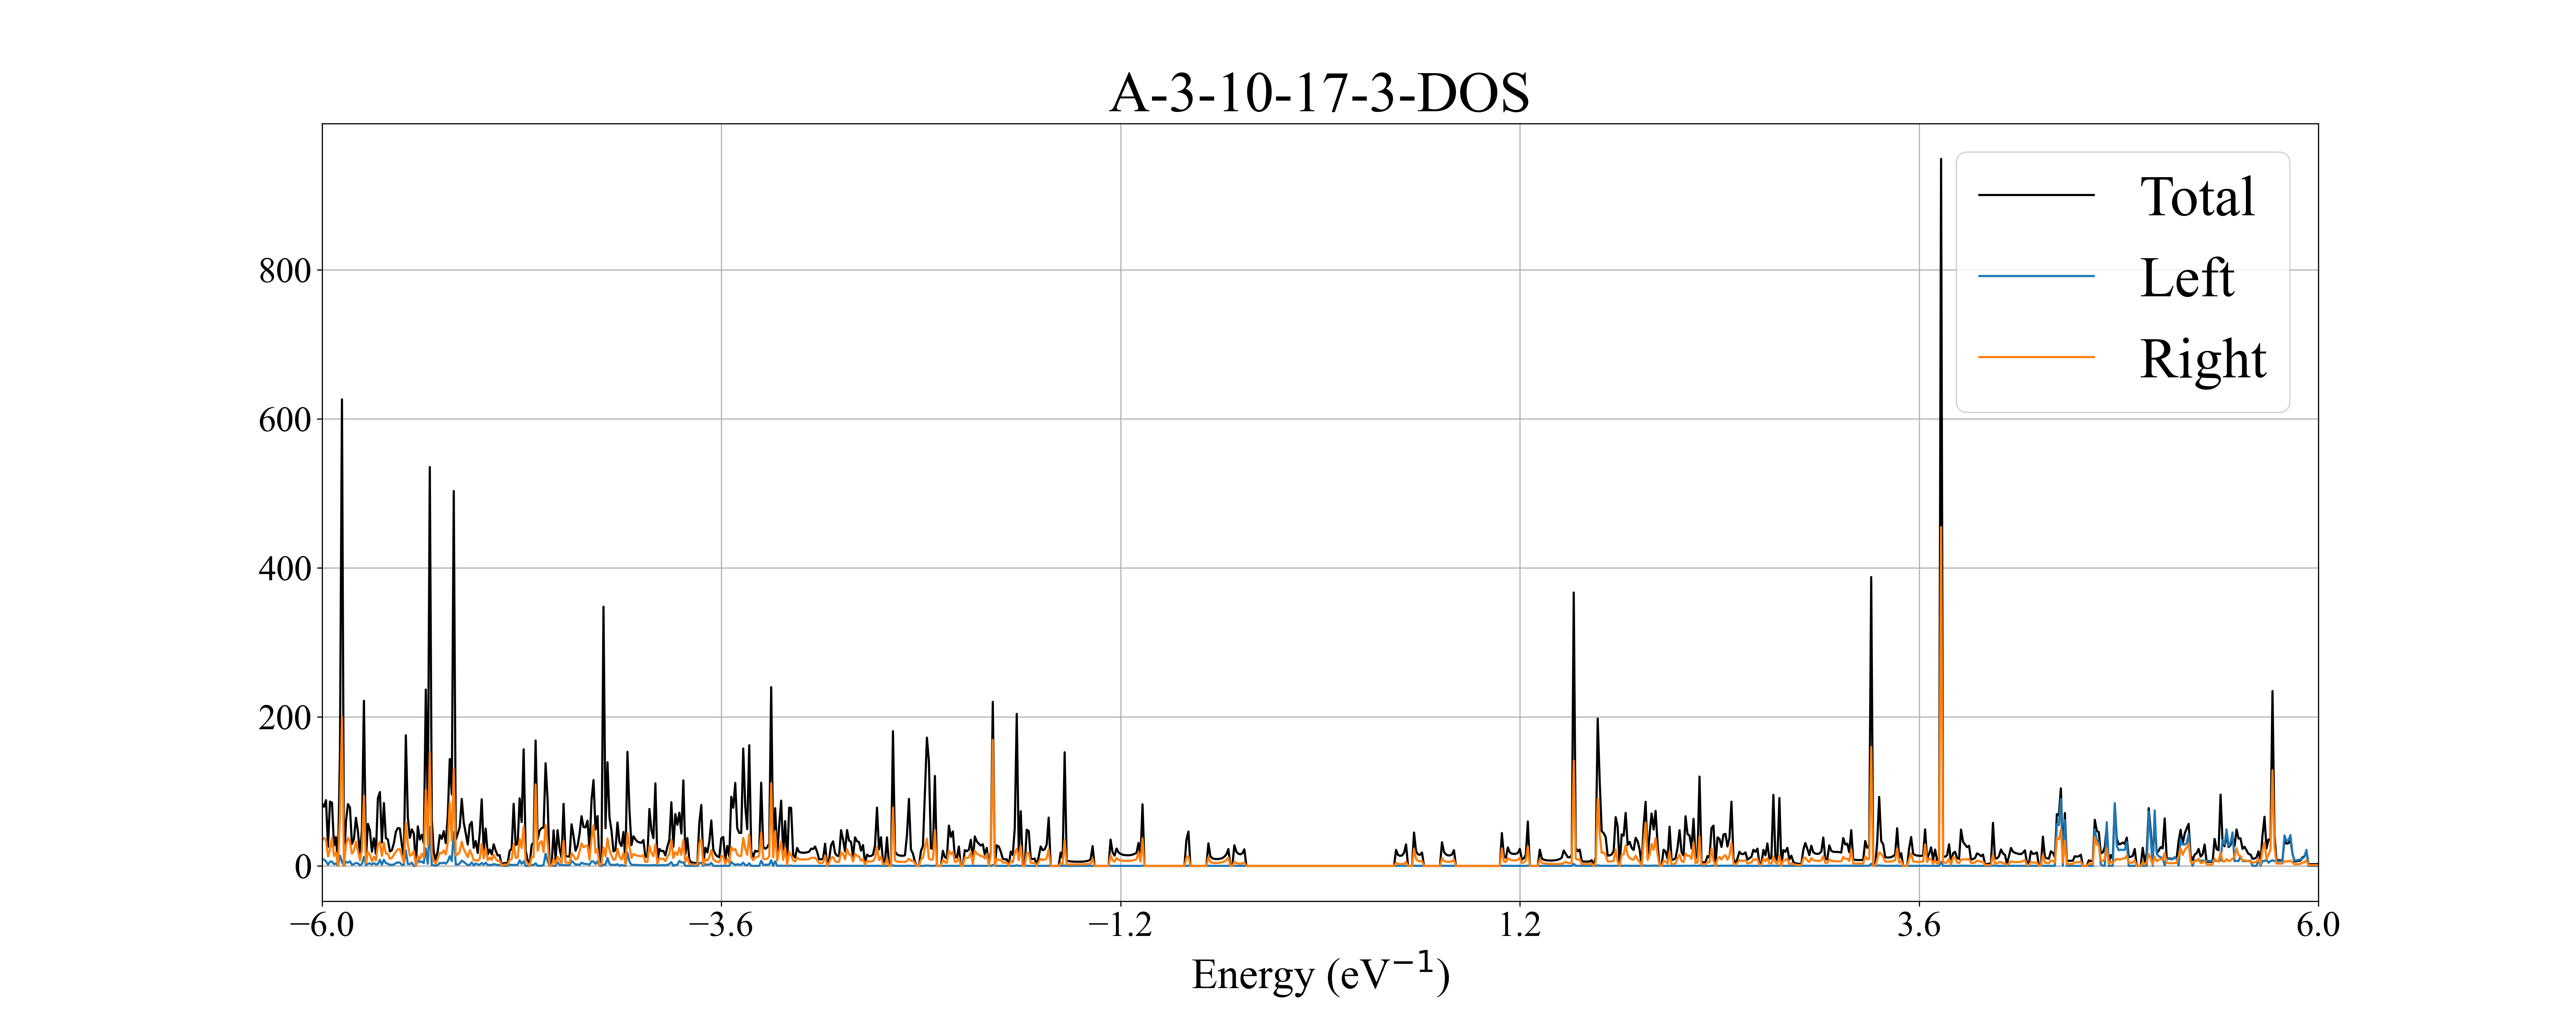 A-3-10-17-3-DOS
Total
Left
Right
800
600
400
200
0
−6.0 −3.6 −1.2 1.2 3.6 6.0
Energy (eV⁻¹)